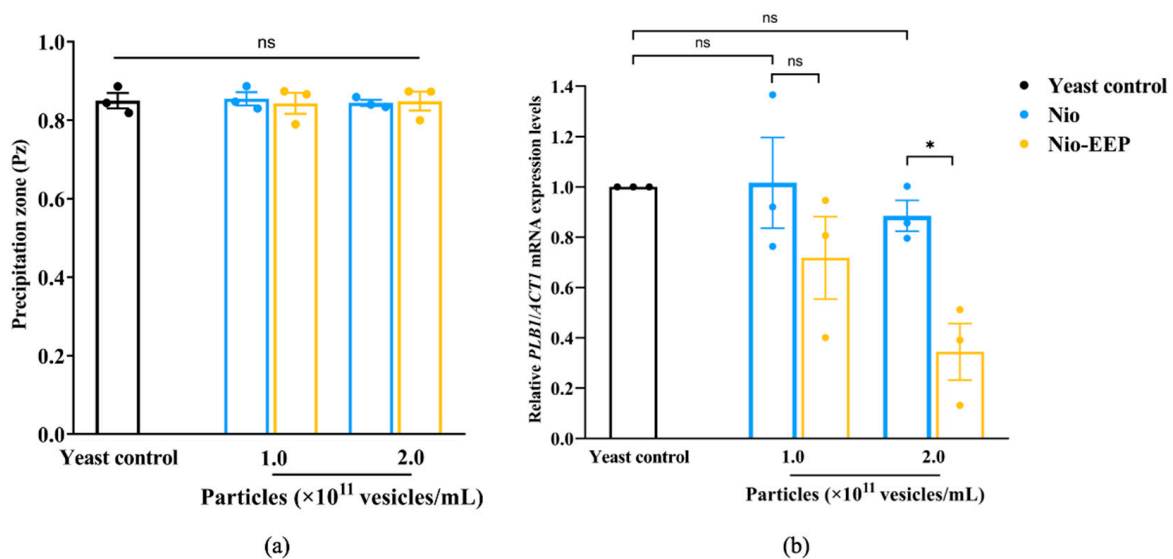 ns
1.0
0.8
0.6
0.4
0.2
0.0
Precipitation zone (Pz)
Yeast control
1.0
2.0
Particles (×10¹¹ vesicles/mL)
(a)
ns
ns
ns
*
1.4
1.2
1.0
0.8
0.6
0.4
0.2
0.0
Relative PLB1/ACT1 mRNA expression levels
Yeast control
1.0
2.0
Particles (×10¹¹ vesicles/mL)
(b)
Yeast control
Nio
Nio-EEP